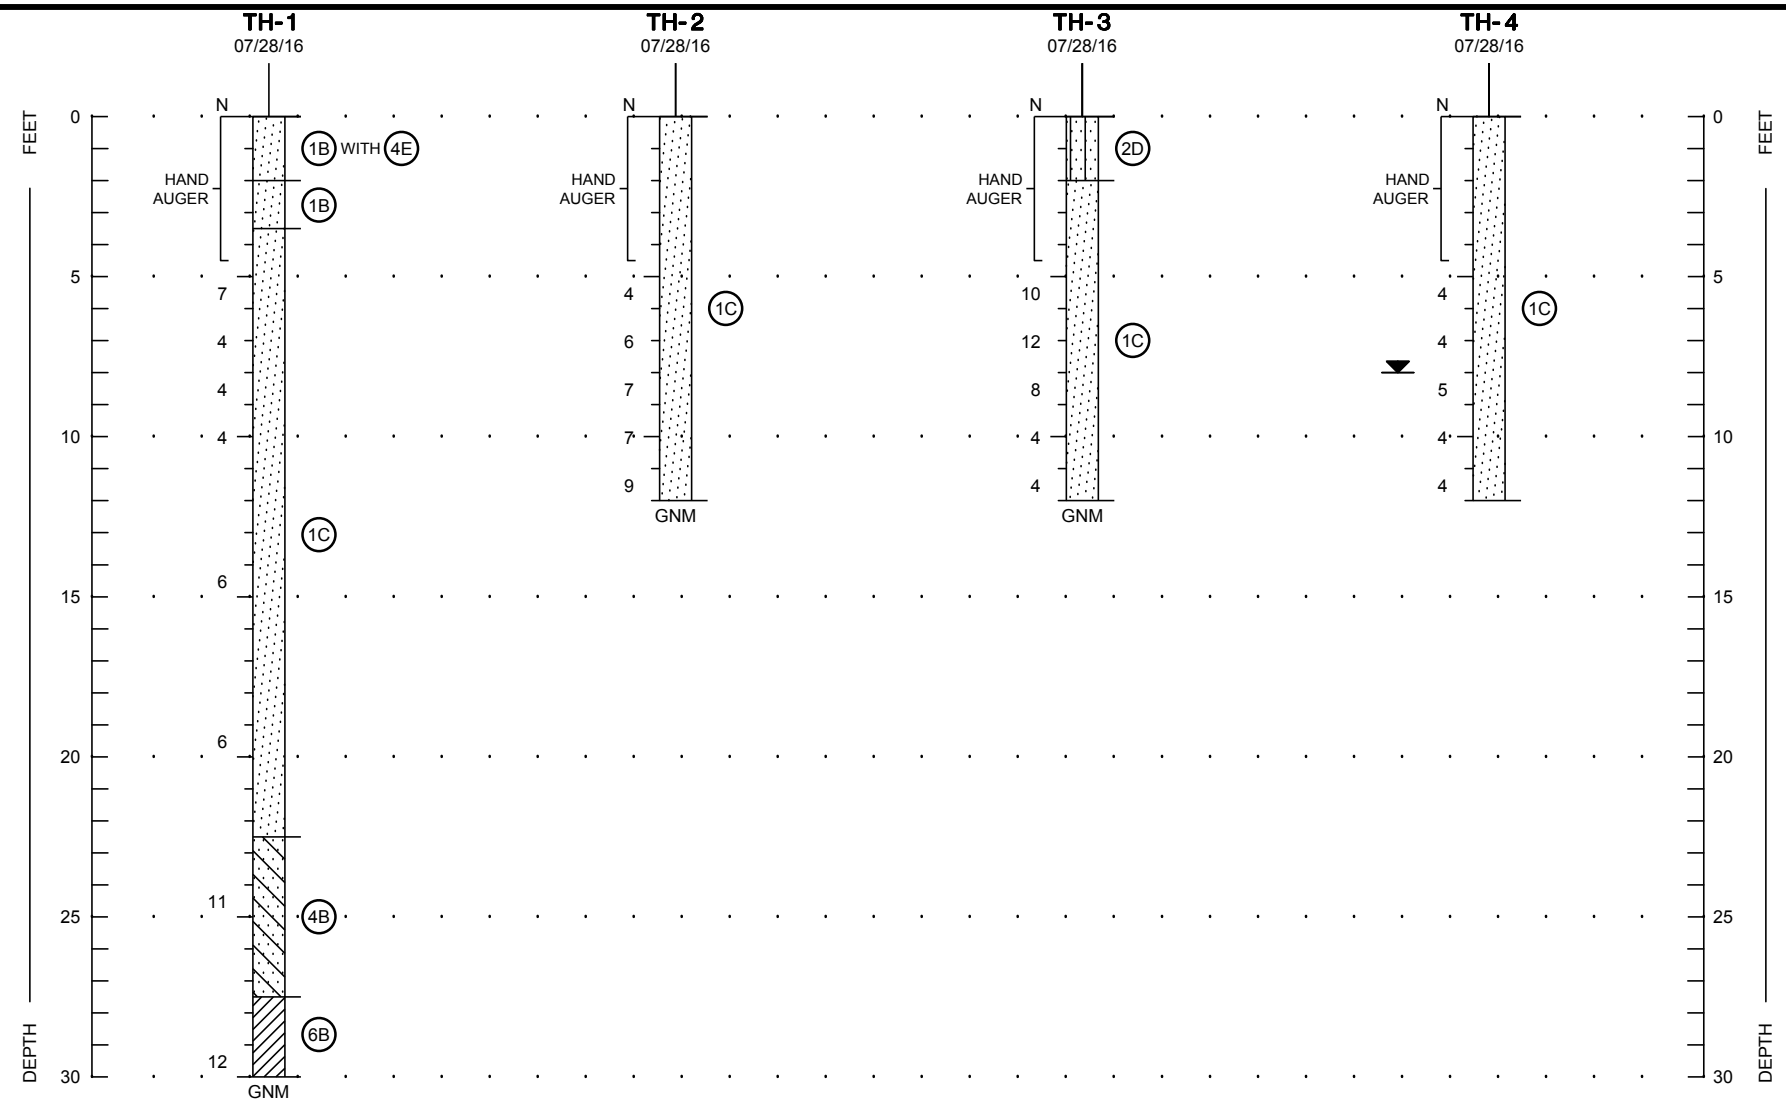 TH-1 TH-2 TH-3 TH-4
07/28/16 07/28/16 07/28/16 07/28/16
N N N N
FEET 0 0 FEET
1B WITH 4E 2D
HAND AUGER HAND AUGER HAND AUGER HAND AUGER
1B
5 5
7 4 10 4
1C 1C
4 6 12 4
1C
4 7 8 5
10 4 7 4 4 10
9 4 4
GNM GNM
1C
6
15 15
6
20 20
11
25 4B 25
6B
DEPTH DEPTH
12
30 30
GNM